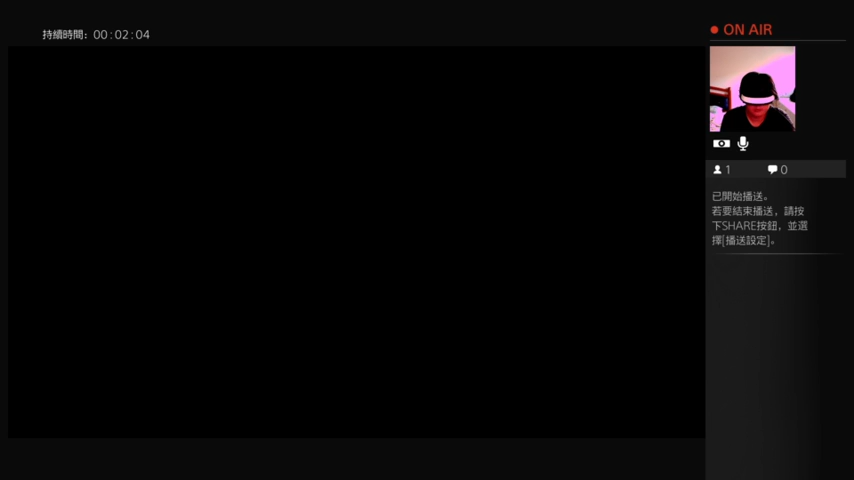 持續時間：00:02:04
ON AIR
1 0
已開始播送。
若要結束播送，請按
下SHARE按鈕，並選
擇[播送設定]。